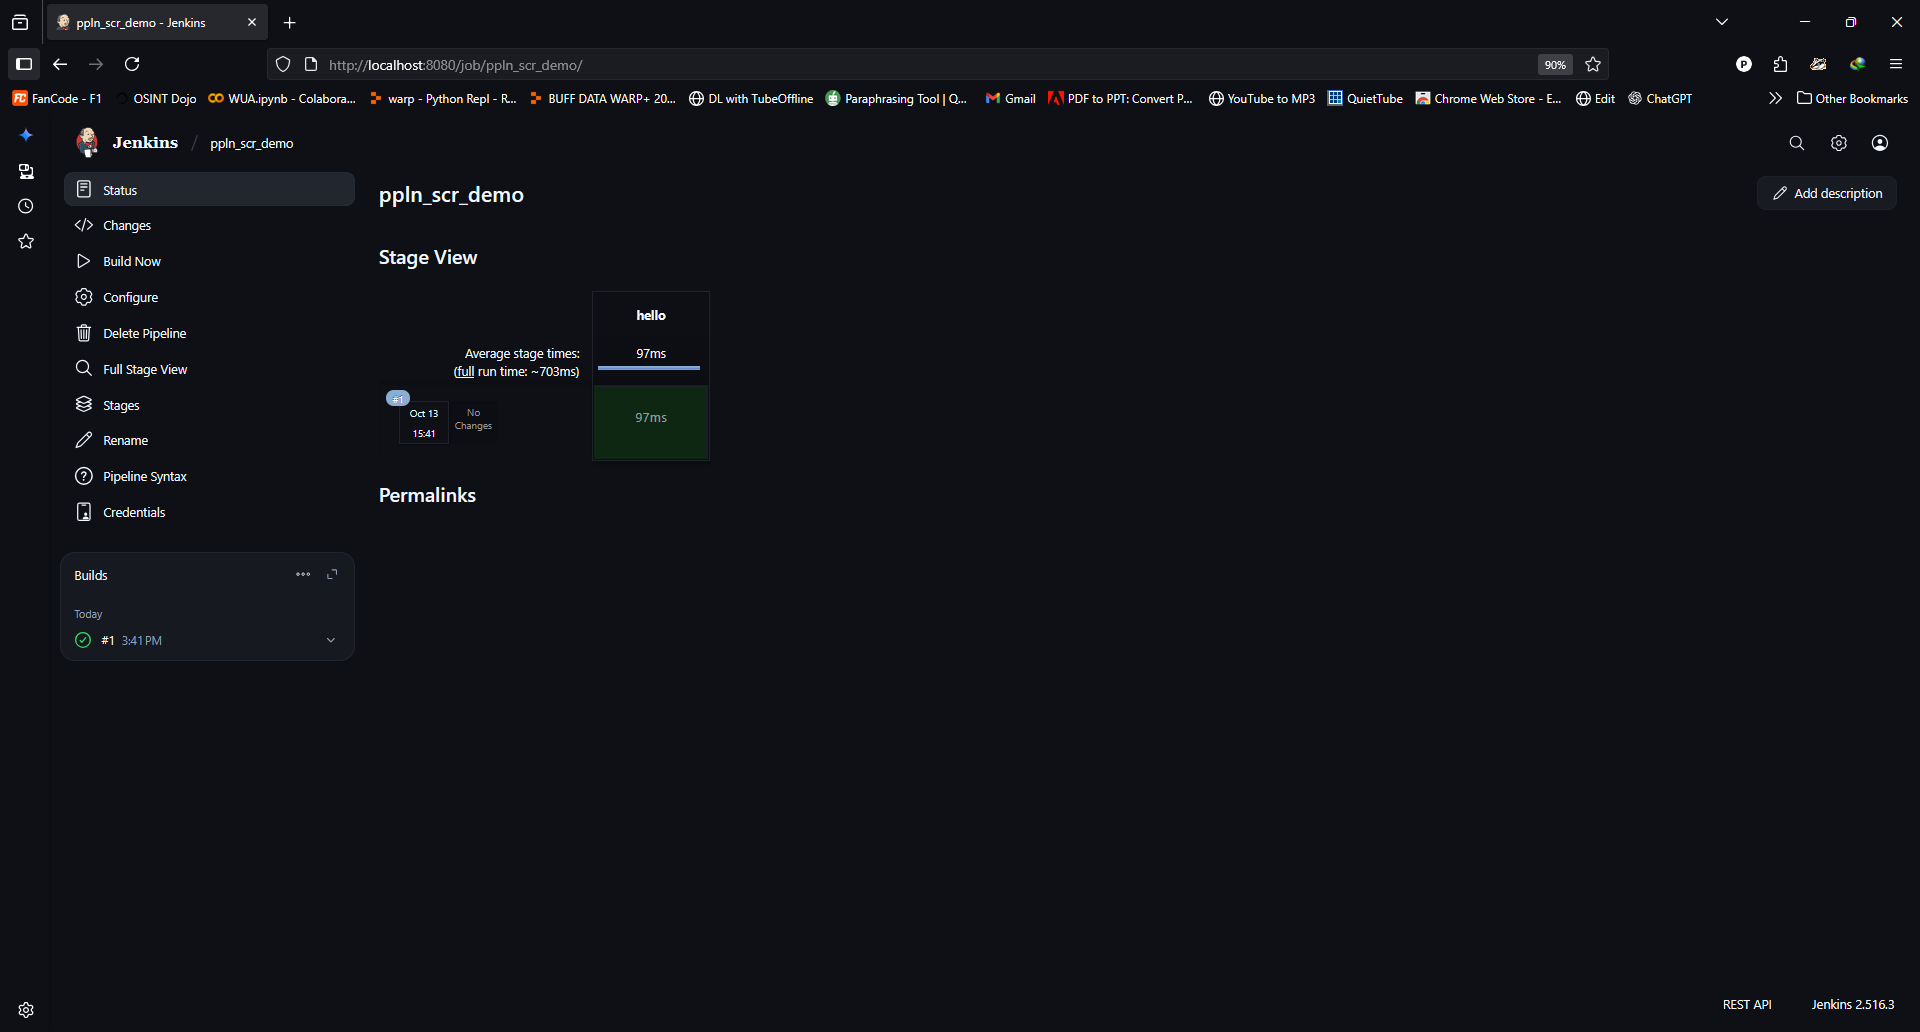 ppln_scr_demo - Jenkins
http://localhost:8080/job/ppln_scr_demo/
90%
FanCode - F1
OSINT Dojo
WUA.ipynb - Colabora...
warp - Python Repl - R...
BUFF DATA WARP+ 20...
DL with TubeOffline
Paraphrasing Tool | Q...
Gmail
PDF to PPT: Convert P...
YouTube to MP3
QuietTube
Chrome Web Store - E...
Edit
ChatGPT
Other Bookmarks
Jenkins / ppln_scr_demo
Status
Changes
Build Now
Configure
Delete Pipeline
Full Stage View
Stages
Rename
Pipeline Syntax
Credentials
Builds
Today
#1 3:41 PM
ppln_scr_demo
Add description
Stage View
hello
Average stage times:
97ms
(full run time: ~703ms)
#1
Oct 13
15:41
No
Changes
97ms
Permalinks
REST API
Jenkins 2.516.3